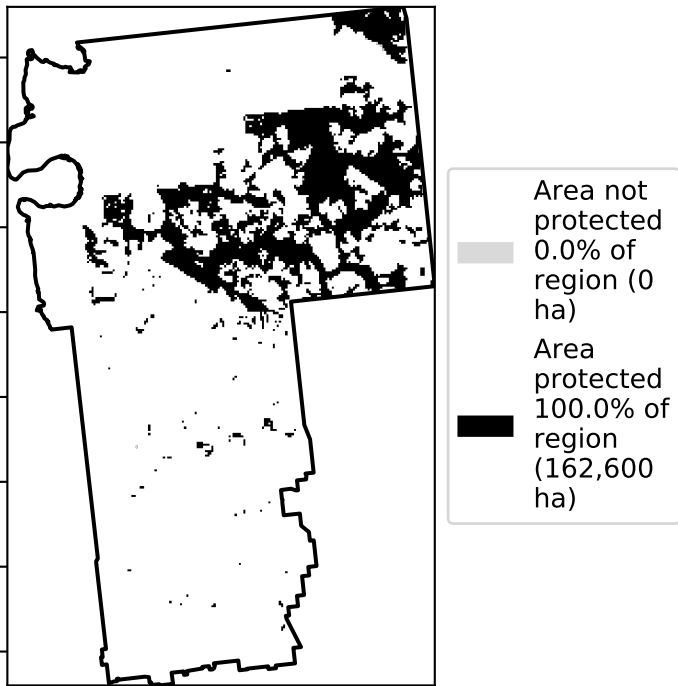 Area not
protected
0.0% of
region (0
ha)
Area
protected
100.0% of
region
(162,600
ha)